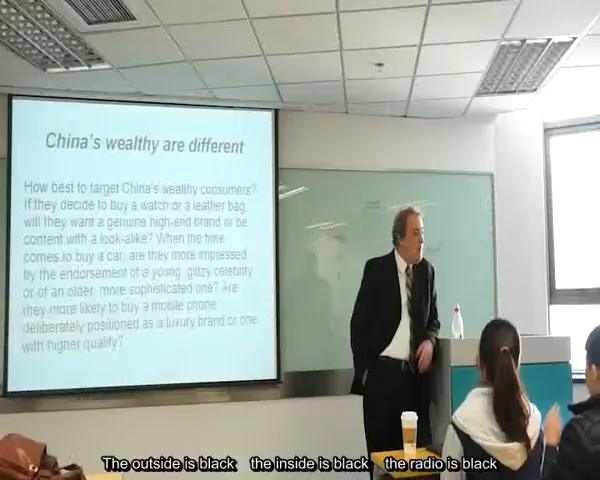 China's wealthy are different
How best to target China's wealthy consumers?
If they decide to buy a watch or a leather bag,
will they want a genuine high-end brand or be
content with a look-alike? When the time
comes to buy a car, are they more impressed
by the endorsement of a young, glitzy celebrity
or of an older, more sophisticated one? Are
they more likely to buy a mobile phone
deliberately positioned as a luxury brand or one
with higher quality?
The outside is black the inside is black the radio is black